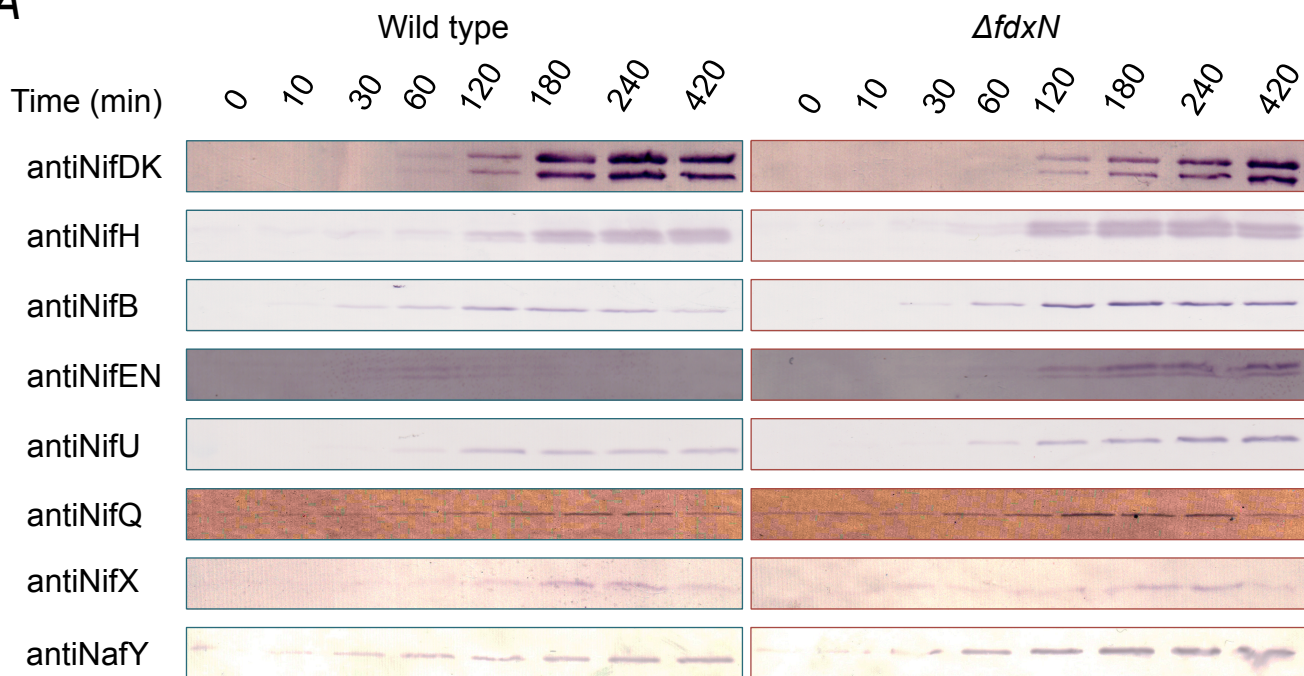 A
Wild type ΔfdxN
Time (min) 0 10 30 60 120 180 240 420 0 10 30 60 120 180 240 420
antiNifDK
antiNifH
antiNifB
antiNifEN
antiNifU
antiNifQ
antiNifX
antiNafY